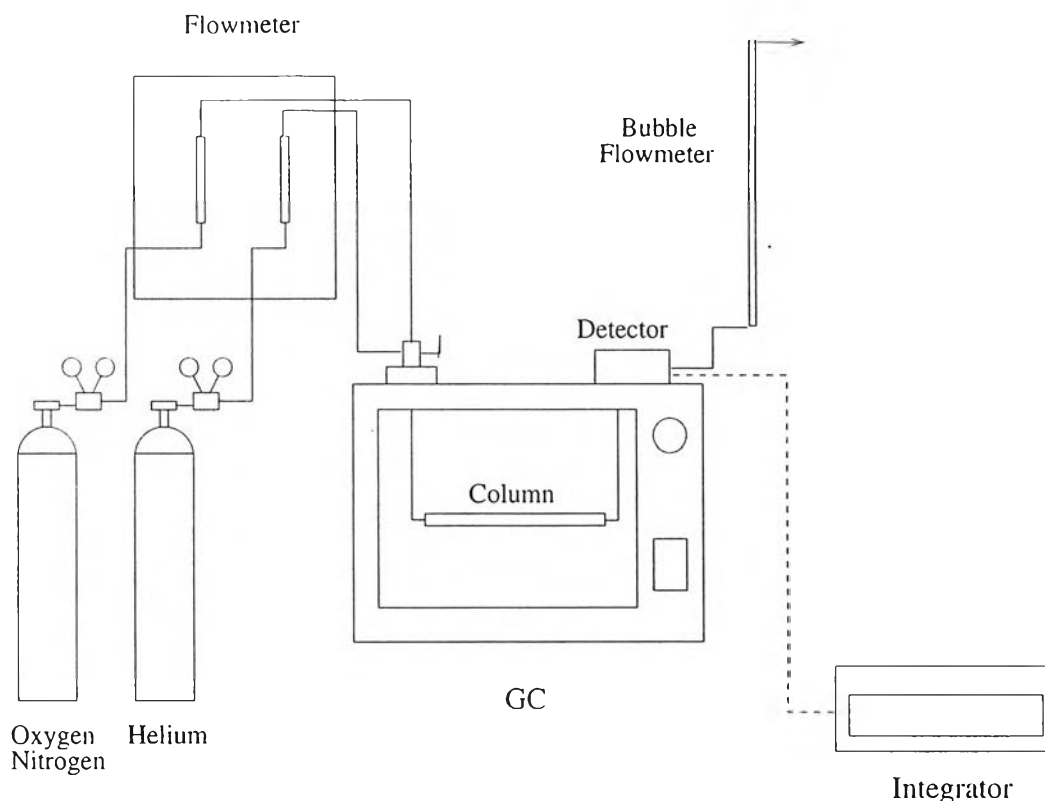 Flowmeter
Bubble
Flowmeter
Detector
Column
GC
Oxygen
Nitrogen
Helium
Integrator